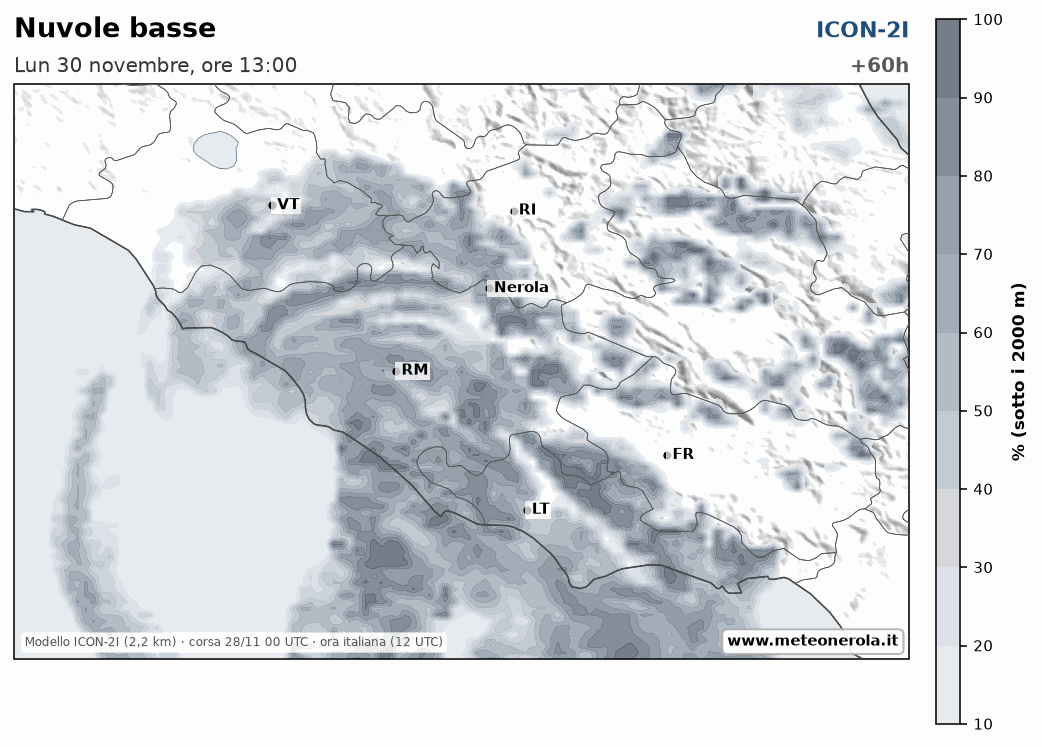 Nuvole basse
ICON-2I
Lun 30 novembre, ore 13:00
+60h
VT
RI
Nerola
RM
FR
LT
Modello ICON-2I (2,2 km) · corsa 28/11 00 UTC · ora italiana (12 UTC)
www.meteonerola.it
100
90
80
70
60
50
40
30
20
10
% (sotto i 2000 m)